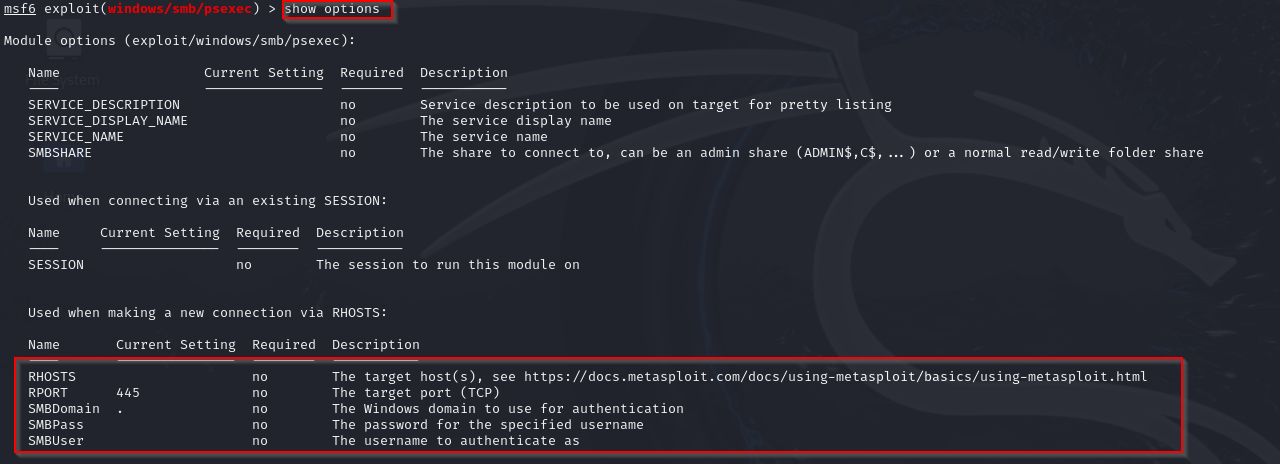 msf6 exploit(windows/smb/psexec) > show options
Module options (exploit/windows/smb/psexec):
Name Current Setting Required Description
SERVICE_DESCRIPTION no Service description to be used on target for pretty listing
SERVICE_DISPLAY_NAME no The service display name
SERVICE_NAME no The service name
SMBSHARE no The share to connect to, can be an admin share (ADMIN$,C$,...) or a normal read/write folder share
Used when connecting via an existing SESSION:
Name Current Setting Required Description
SESSION no The session to run this module on
Used when making a new connection via RHOSTS:
Name Current Setting Required Description
RHOSTS no The target host(s), see https://docs.metasploit.com/docs/using-metasploit/basics/using-metasploit.html
RPORT 445 no The target port (TCP)
SMBDomain . no The Windows domain to use for authentication
SMBPass no The password for the specified username
SMBUser no The username to authenticate as